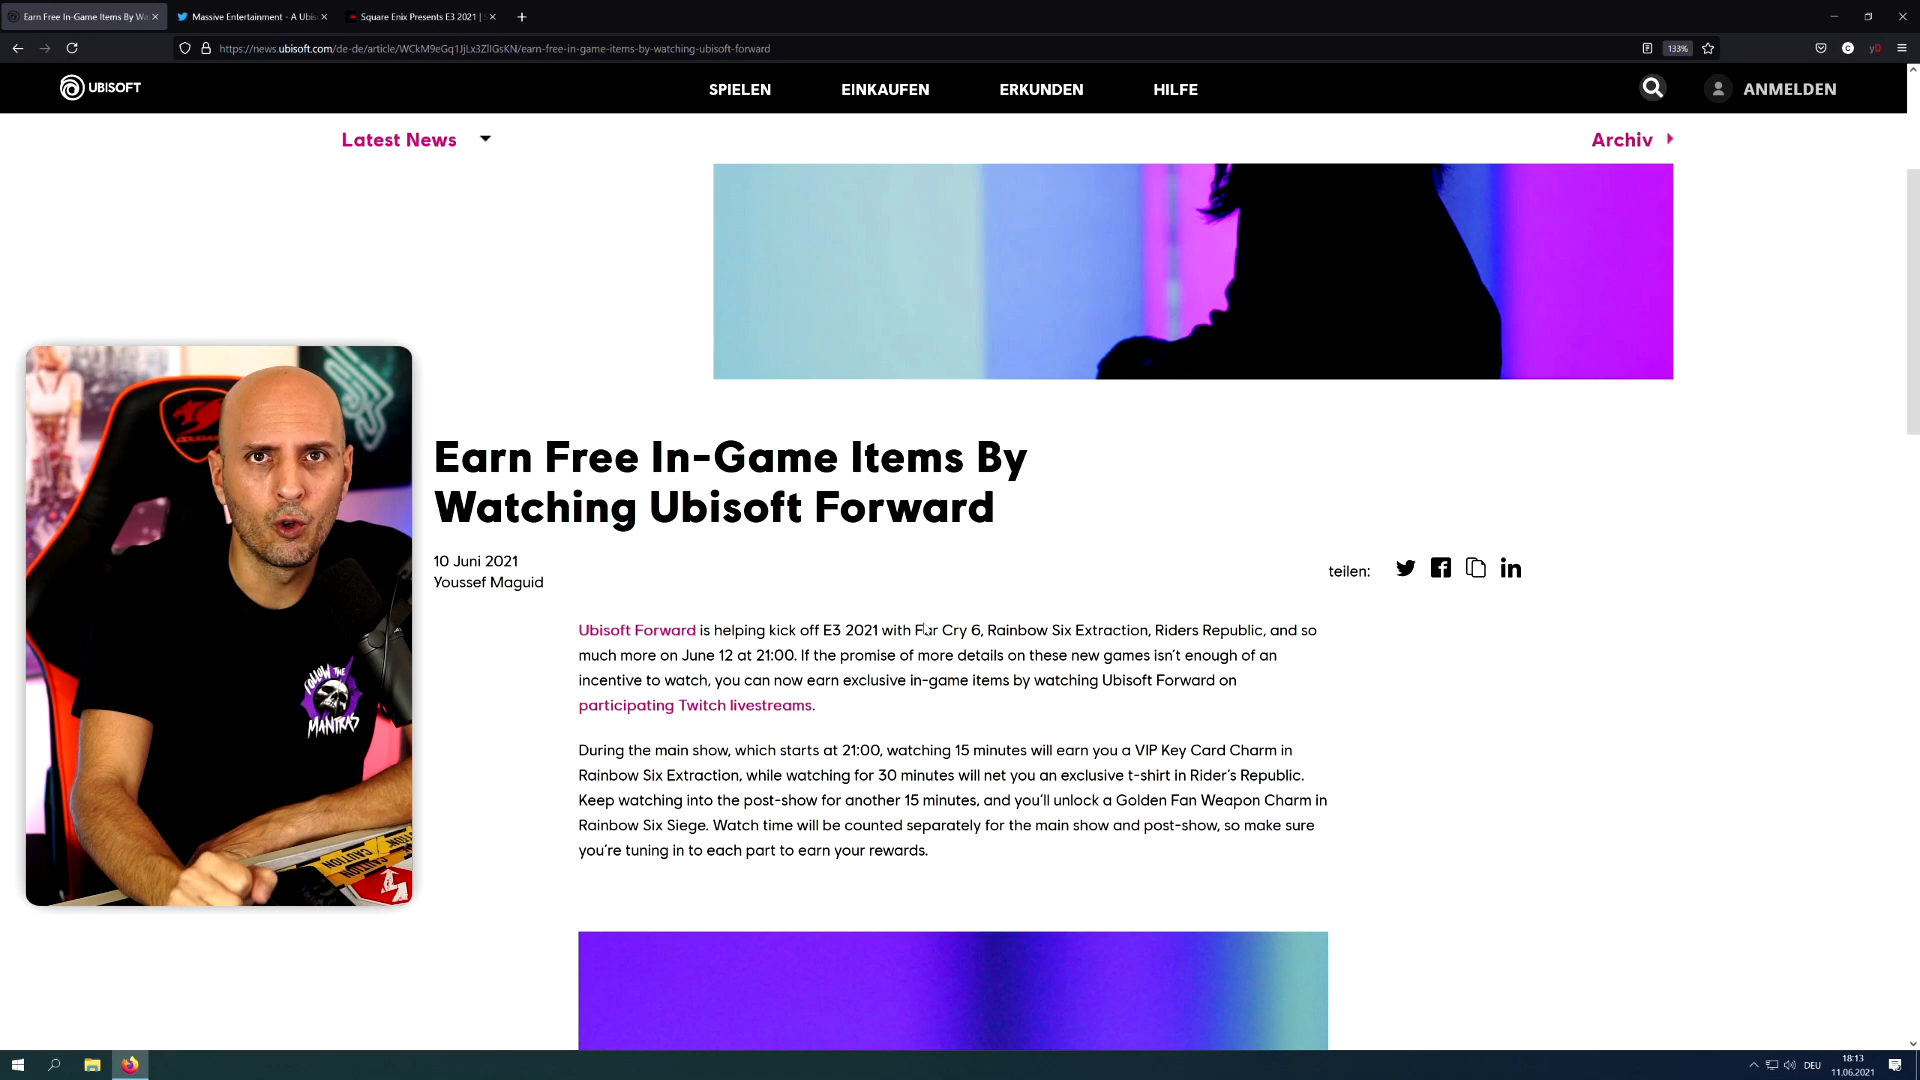 Earn Free In-Game Items By Wa
Massive Entertainment - A Ubis
Square Enix Presents E3 2021 | S
https://news.ubisoft.com/de-de/article/WCkM9eGq1JjLx3ZlIGsKN/earn-free-in-game-items-by-watching-ubisoft-forward
133%
UBISOFT
SPIELEN
EINKAUFEN
ERKUNDEN
HILFE
ANMELDEN
Latest News
Archiv
COUGAR
Earn Free In-Game Items By
Watching Ubisoft Forward
10 Juni 2021
Youssef Maguid
teilen:
Ubisoft Forward is helping kick off E3 2021 with Far Cry 6, Rainbow Six Extraction, Riders Republic, and so
much more on June 12 at 21:00. If the promise of more details on these new games isn't enough of an
incentive to watch, you can now earn exclusive in-game items by watching Ubisoft Forward on
participating Twitch livestreams.
FOLLOW THE
MANTRAS
During the main show, which starts at 21:00, watching 15 minutes will earn you a VIP Key Card Charm in
Rainbow Six Extraction, while watching for 30 minutes will net you an exclusive t-shirt in Rider's Republic.
Keep watching into the post-show for another 15 minutes, and you'll unlock a Golden Fan Weapon Charm in
Rainbow Six Siege. Watch time will be counted separately for the main show and post-show, so make sure
you're tuning in to each part to earn your rewards.
CAUTION
CAUTION
DEU
18:13
11.06.2021